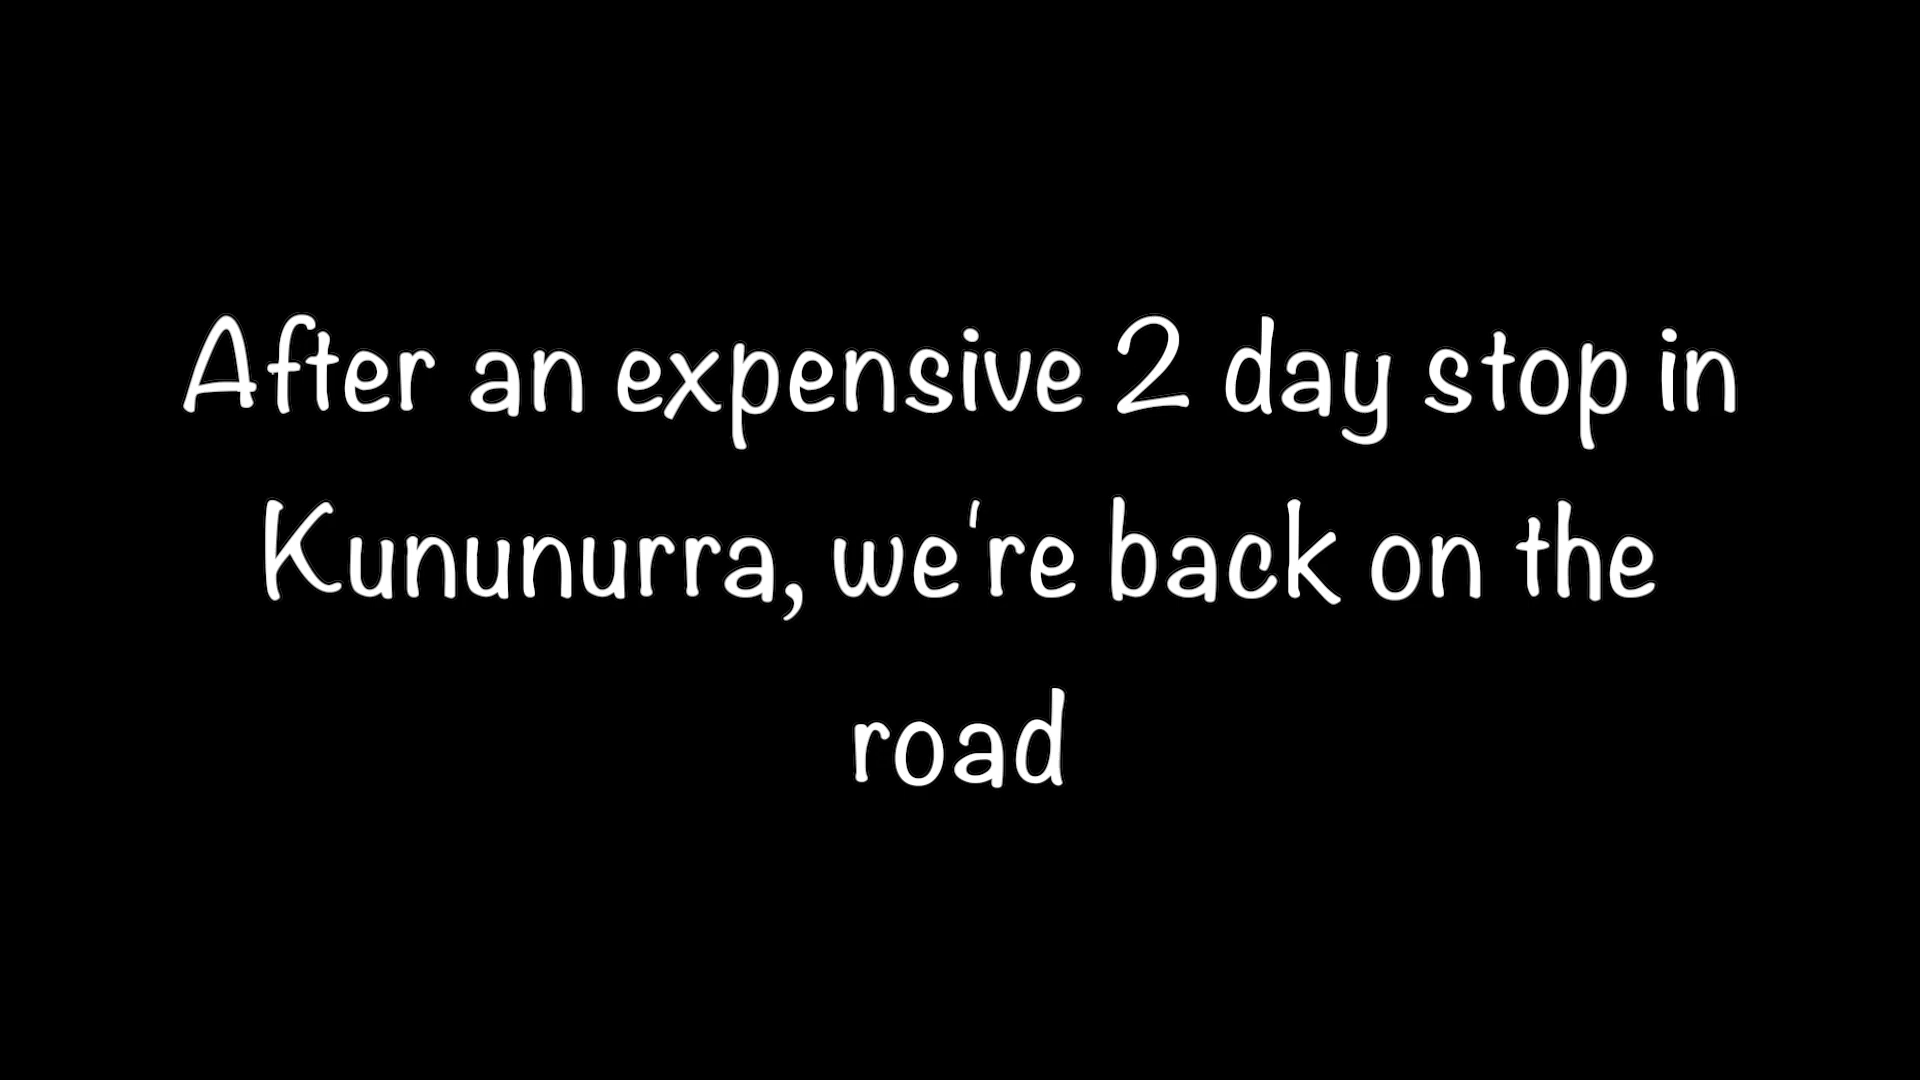 After an expensive 2 day stop in
Kununurra, we're back on the
road